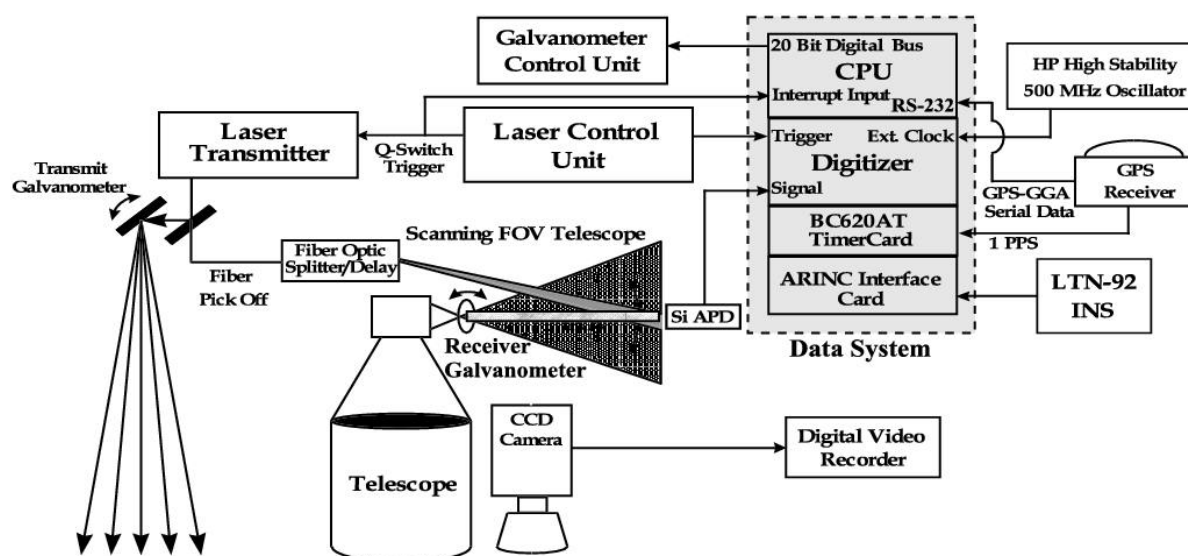 Galvanometer
Control Unit
20 Bit Digital Bus
CPU
Interrupt Input
RS-232
HP High Stability
500 MHz Oscillator
Laser
Transmitter
Q-Switch
Trigger
Laser Control
Unit
Trigger
Ext. Clock
Digitizer
Signal
GPS
Receiver
GPS-GGA
Serial Data
1 PPS
BC620AT
TimerCard
ARINC Interface
Card
LTN-92
INS
Data System
Transmit
Galvanometer
Fiber
Pick Off
Fiber Optic
Splitter/Delay
Scanning FOV Telescope
Si APD
Receiver
Galvanometer
Telescope
CCD
Camera
Digital Video
Recorder